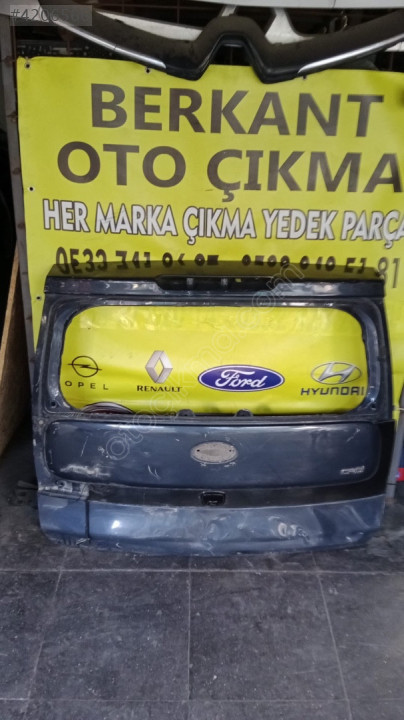 BERKANT
OTO ÇIKMA
HER MARKA ÇIKMA YEDEK PARÇA
OPEL
RENAULT
Ford
HYUNDAI